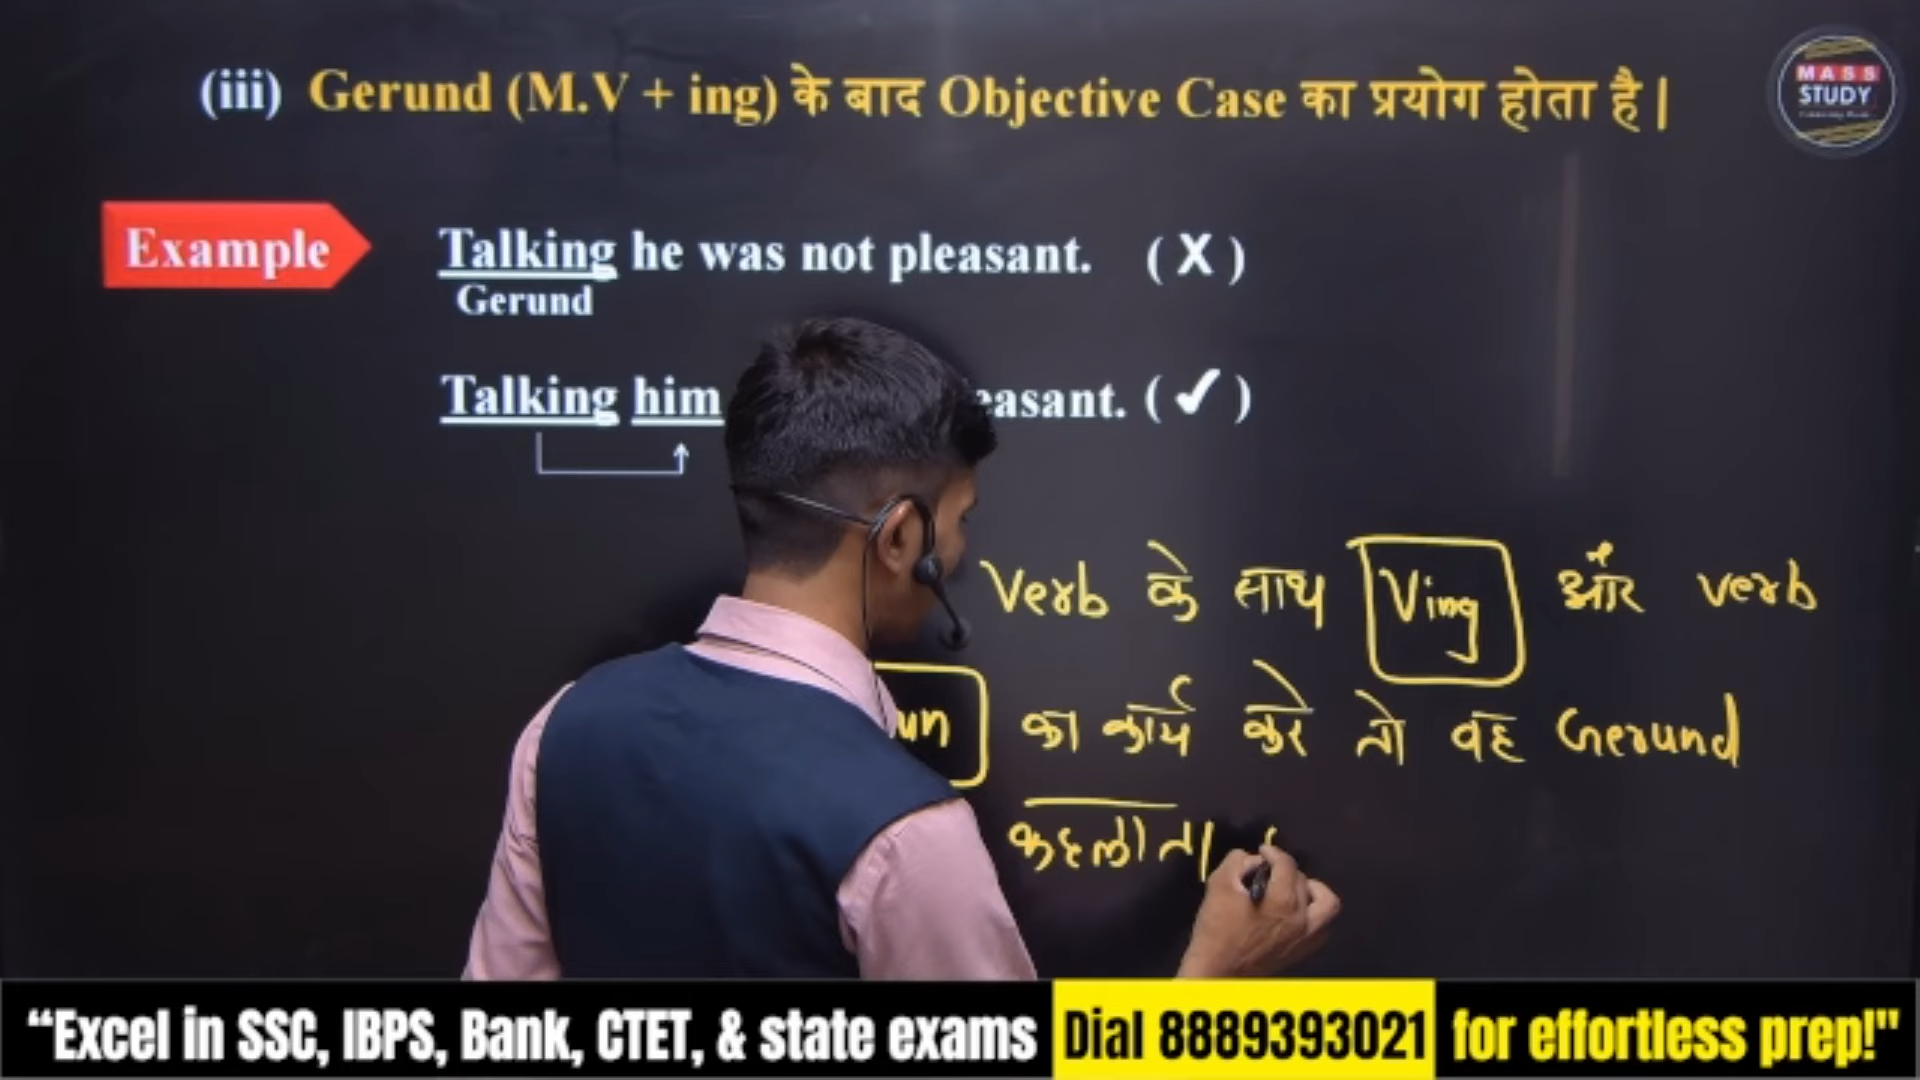 (iii) Gerund (M.V + ing) के बाद Objective Case का प्रयोग होता है |
MASS
STUDY
Example
Talking he was not pleasant. (X)
Gerund
Talking him easant. (✓)
Verb के साथ Ving और verb
un का कार्य करे तो वह Gerund
कहलाता
"Excel in SSC, IBPS, Bank, CTET, & state exams Dial 8889393021 for effortless prep!"